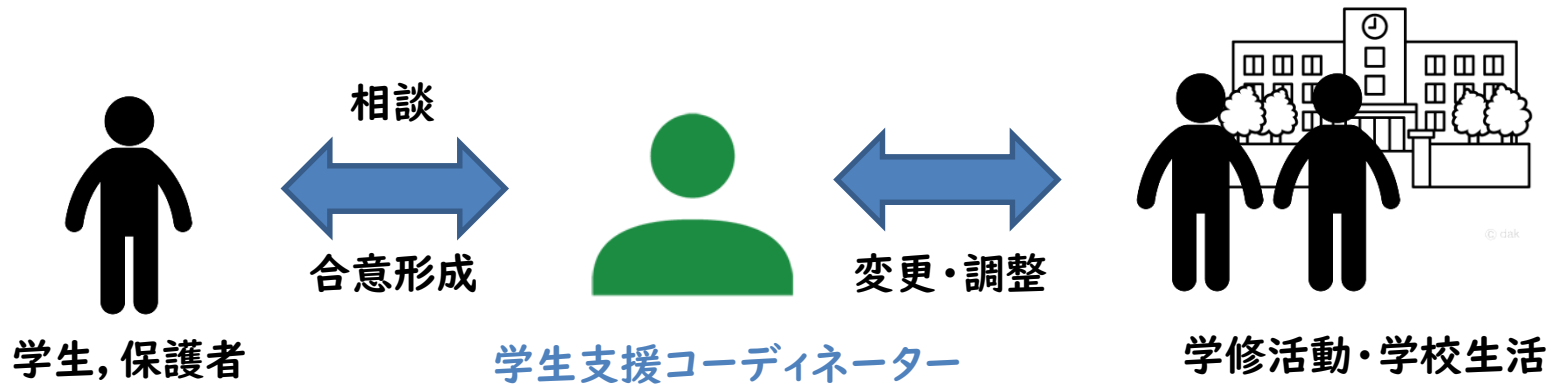 相談
合意形成
変更・調整
© dak
学生,保護者
学生支援コーディネーター
学修活動・学校生活